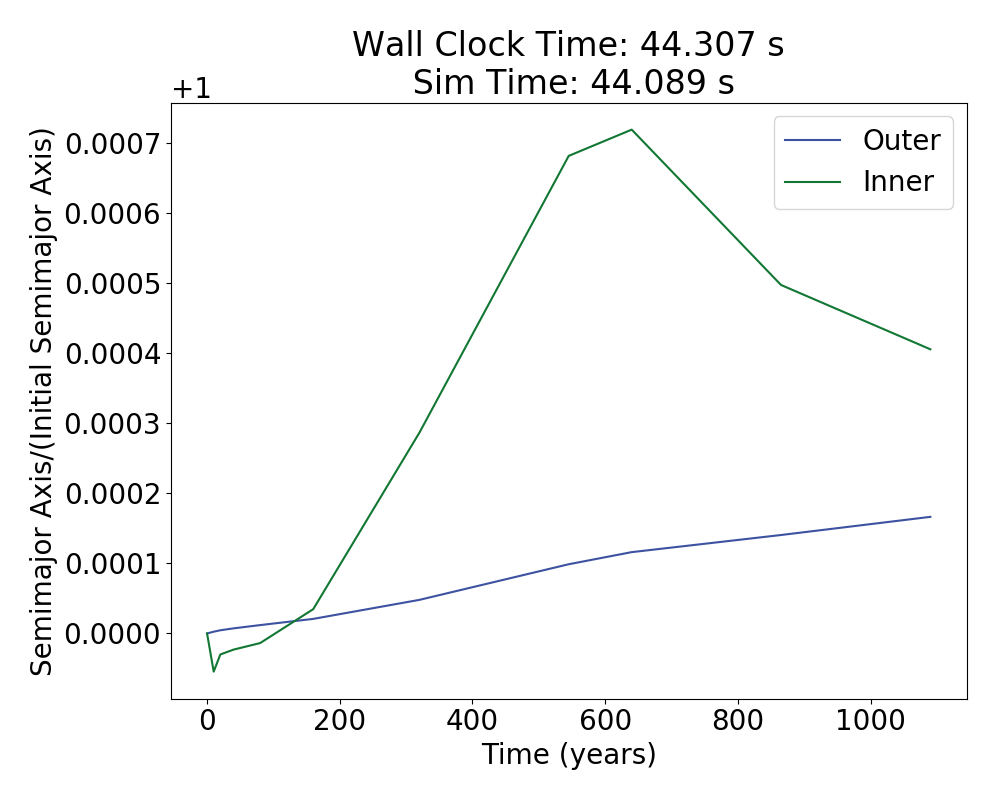 Wall Clock Time: 44.307 s
Sim Time: 44.089 s
+1
0.0007
0.0006
0.0005
0.0004
0.0003
0.0002
0.0001
0.0000
Semimajor Axis/(Initial Semimajor Axis)
Outer
Inner
0 200 400 600 800 1000
Time (years)